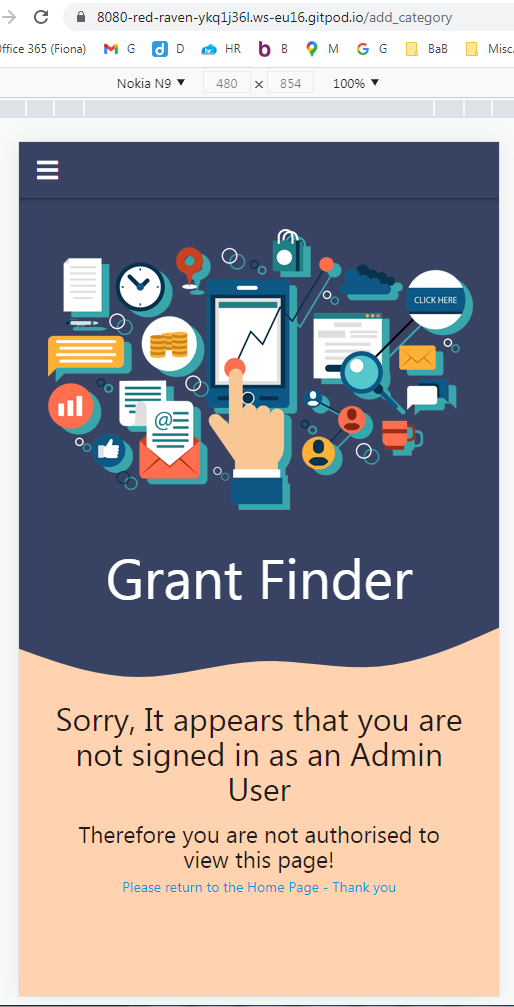 8080-red-raven-ykq1j36l.ws-eu16.gitpod.io/add_category
Office 365 (Fiona) G D HR B M G G BaB Misc.
Nokia N9 ▼ 480 × 854 100% ▼
CLICK HERE
@
Grant Finder
Sorry, It appears that you are
not signed in as an Admin
User
Therefore you are not authorised to
view this page!
Please return to the Home Page - Thank you